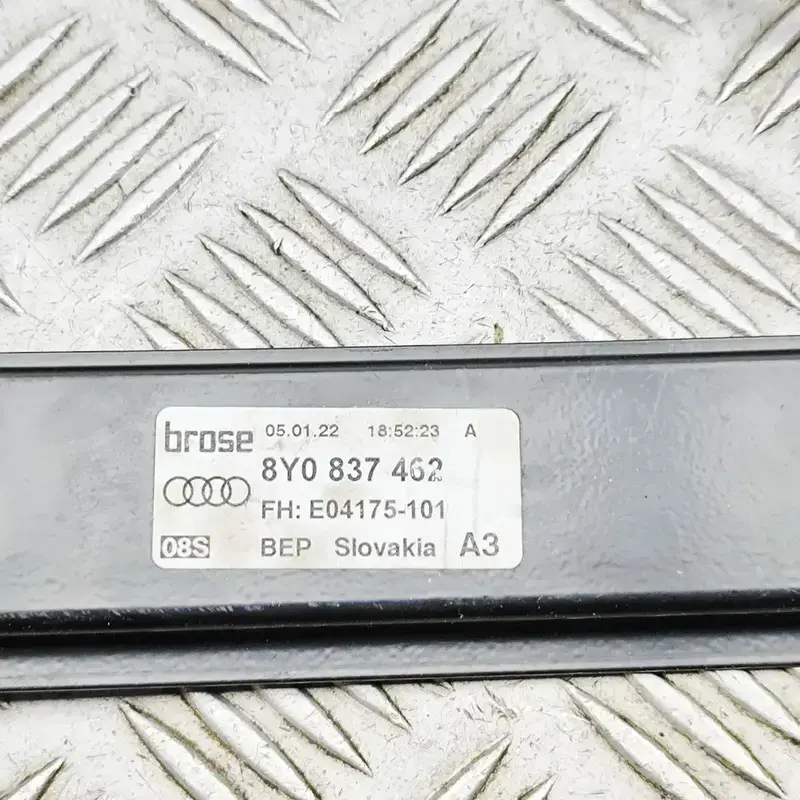 brose 05.01.22 18:52:23 A
8Y0 837 462
FH: E04175-101
08S BEP Slovakia A3